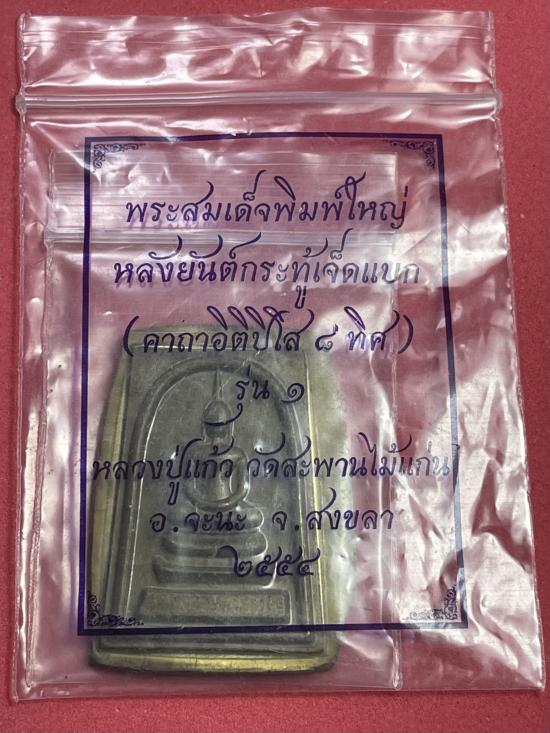 พระสมเด็จพิมพ์ใหญ่
หลังยันต์กระทู้เจ็ดแบก
(คาถาอิติปิโส ๘ ทิศ)
รุ่น ๑
หลวงปู่แก้ว วัดสะพานไม้แก่น
อ.จะนะ จ.สงขลา
๒๕๕๔